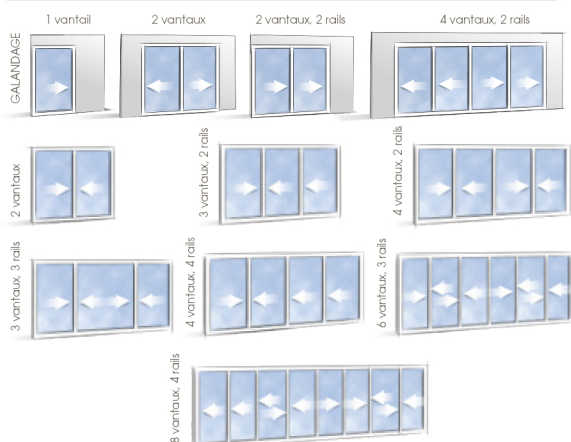 1 vantail
2 vantaux
2 vantaux, 2 rails
4 vantaux, 2 rails
GALANDAGE
2 vantaux
3 vantaux, 2 rails
4 vantaux, 2 rails
3 vantaux, 3 rails
4 vantaux, 4 rails
6 vantaux, 3 rails
8 vantaux, 4 rails